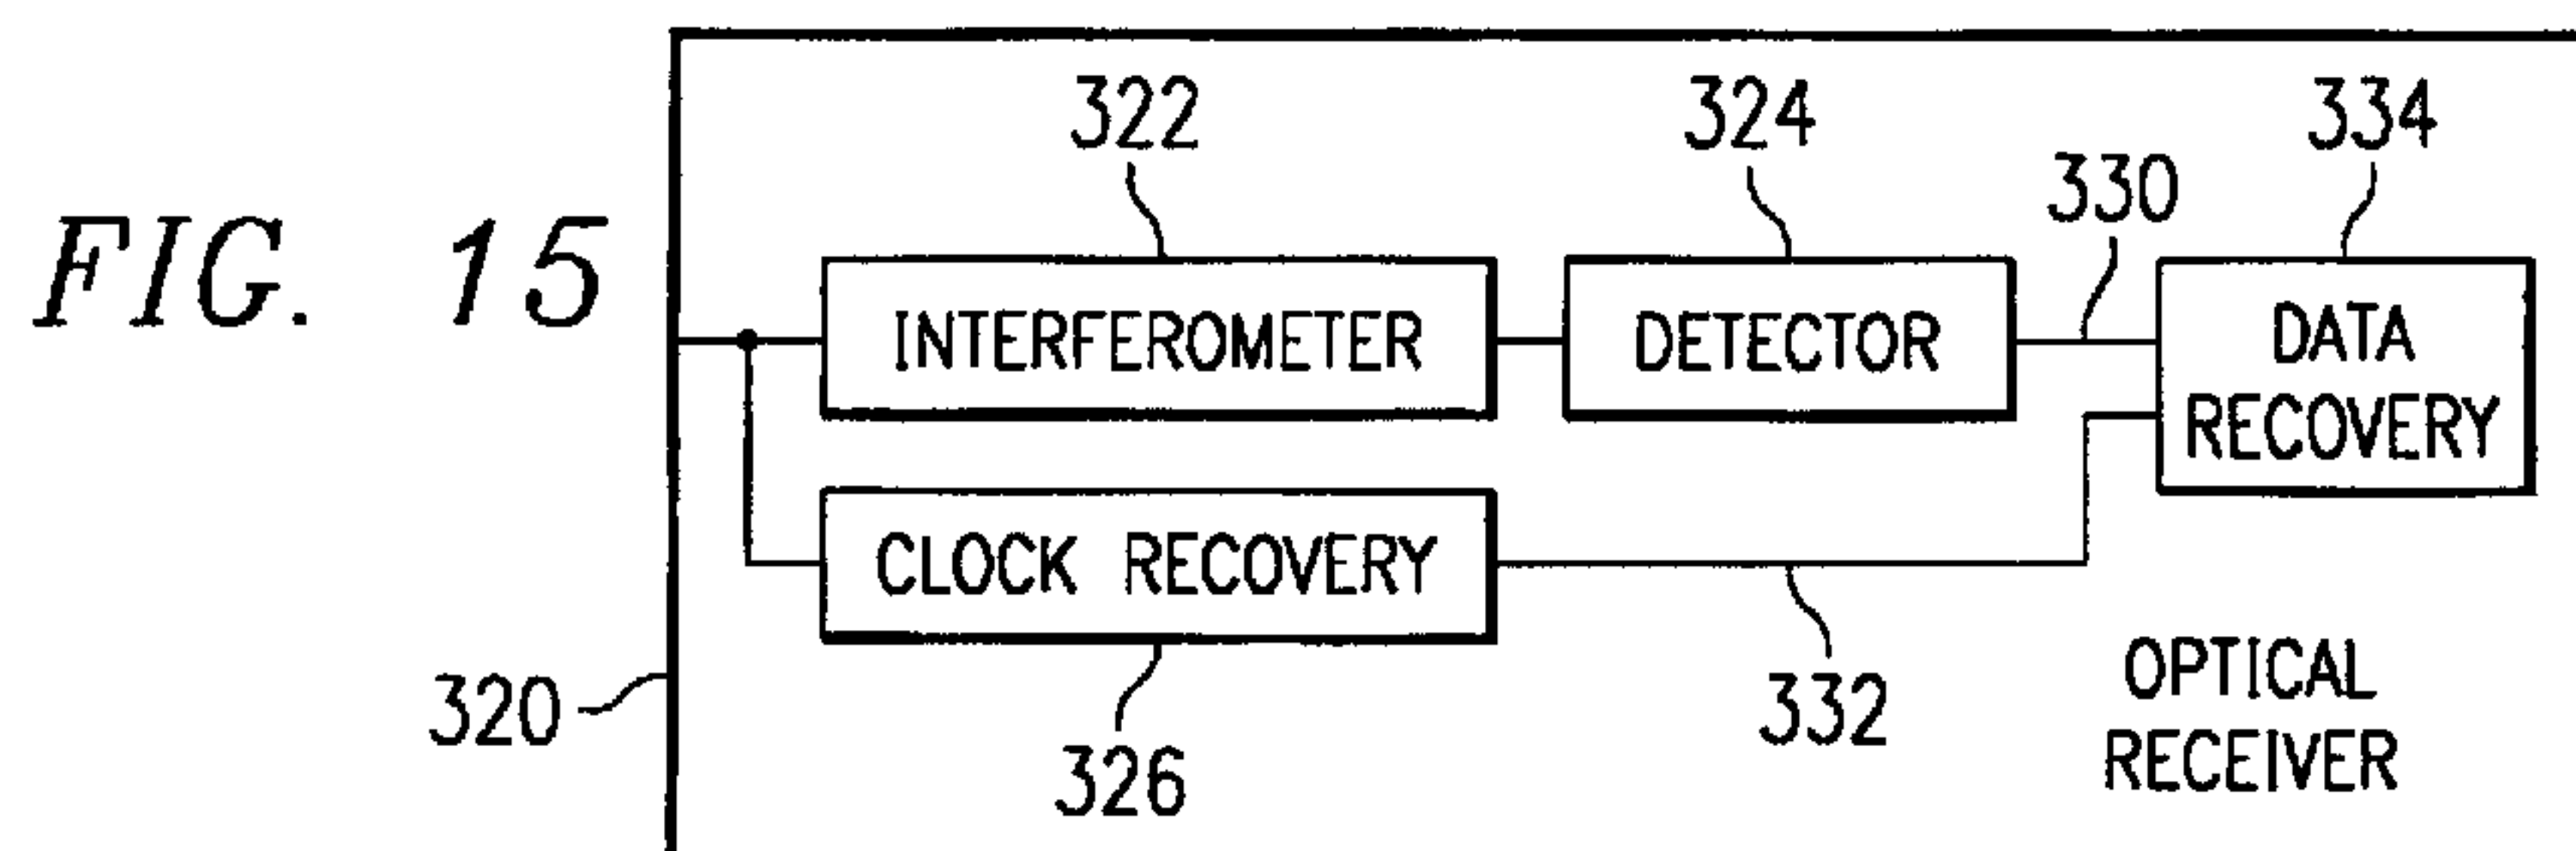 FIG. 15
322
324
334
330
INTERFEROMETER
DETECTOR
DATA
RECOVERY
CLOCK RECOVERY
320
326
332
OPTICAL
RECEIVER